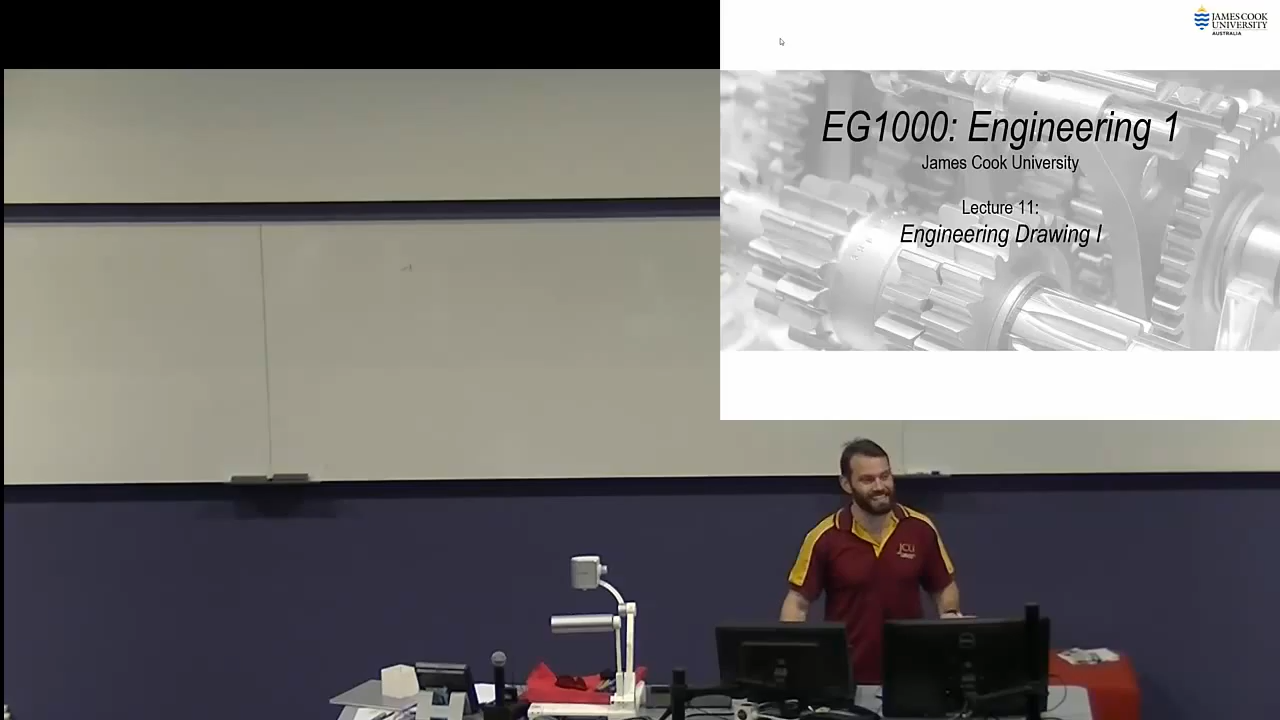 JAMES COOK
UNIVERSITY
AUSTRALIA
EG1000: Engineering 1
James Cook University
Lecture 11:
Engineering Drawing I
JCU